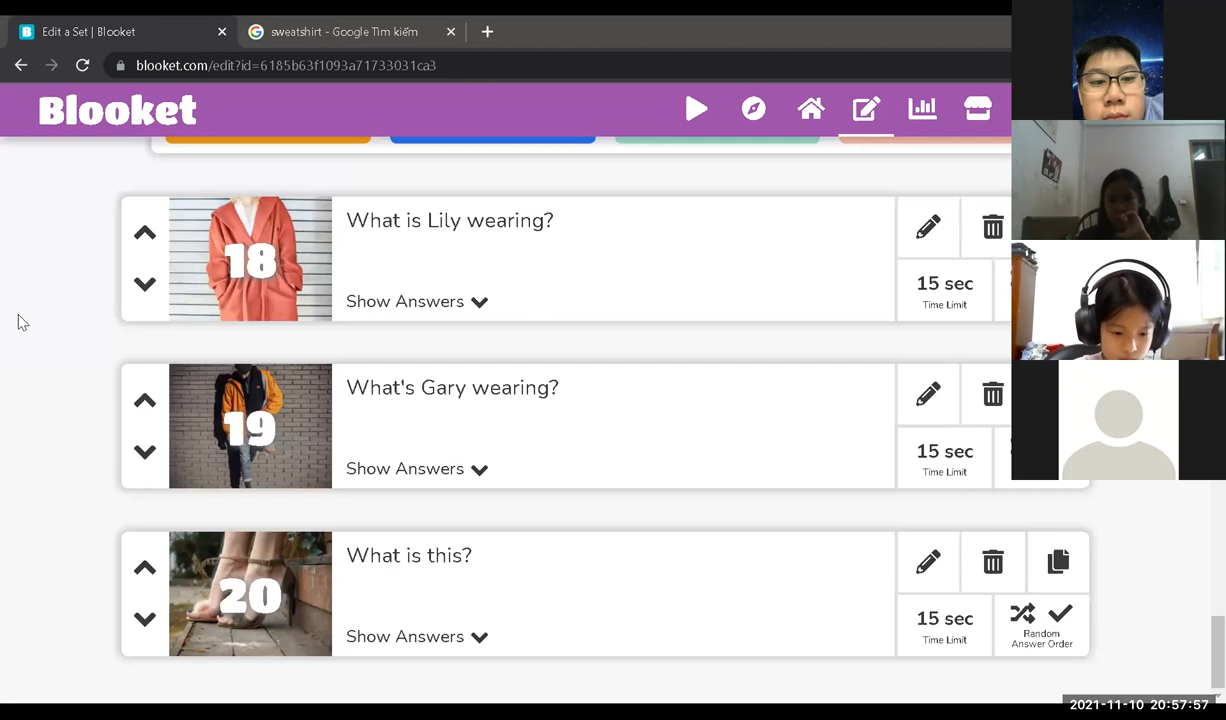 Edit a Set | Blooket
sweatshirt - Google Tìm kiếm
blooket.com/edit?id=6185b63f1093a71733031ca3
Blooket
18
What is Lily wearing?
Show Answers
15 sec
Time Limit
19
What's Gary wearing?
Show Answers
15 sec
Time Limit
20
What is this?
Show Answers
15 sec
Time Limit
Random
Answer Order
2021-11-10 20:57:57